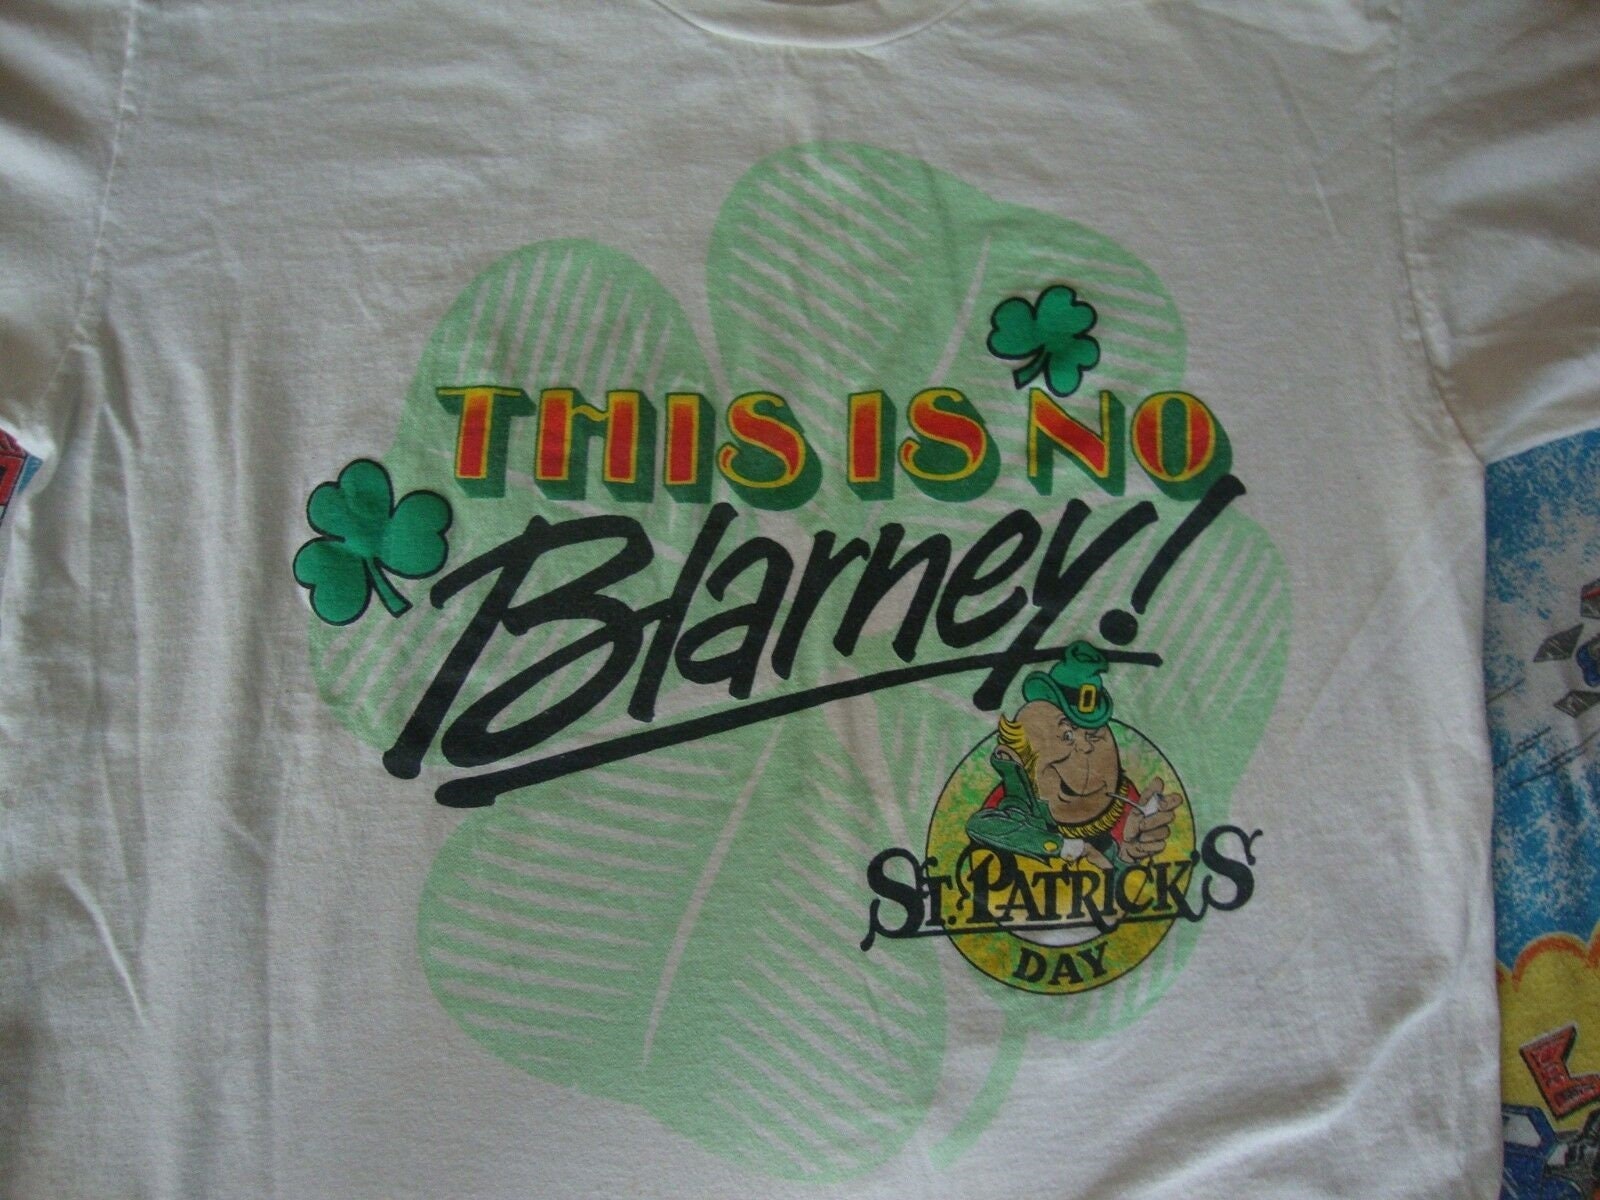 THIS IS NO
Blarney!
ST. PATRICK'S
DAY